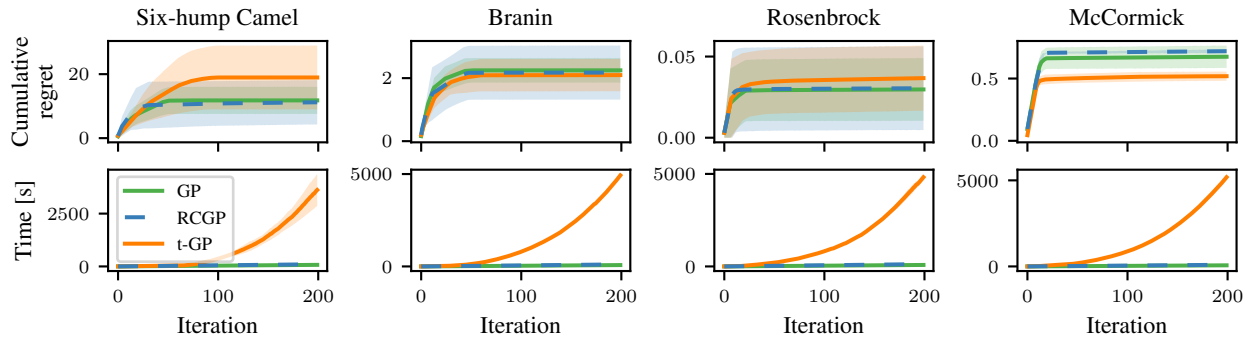 Six-hump Camel
Branin
Rosenbrock
McCormick
Cumulative
regret
20
0
2
0
0.05
0.00
0.5
0.0
Time [s]
2500
0
GP
RCGP
t-GP
5000
0
5000
0
5000
0
0 100 200
0 100 200
0 100 200
0 100 200
Iteration
Iteration
Iteration
Iteration